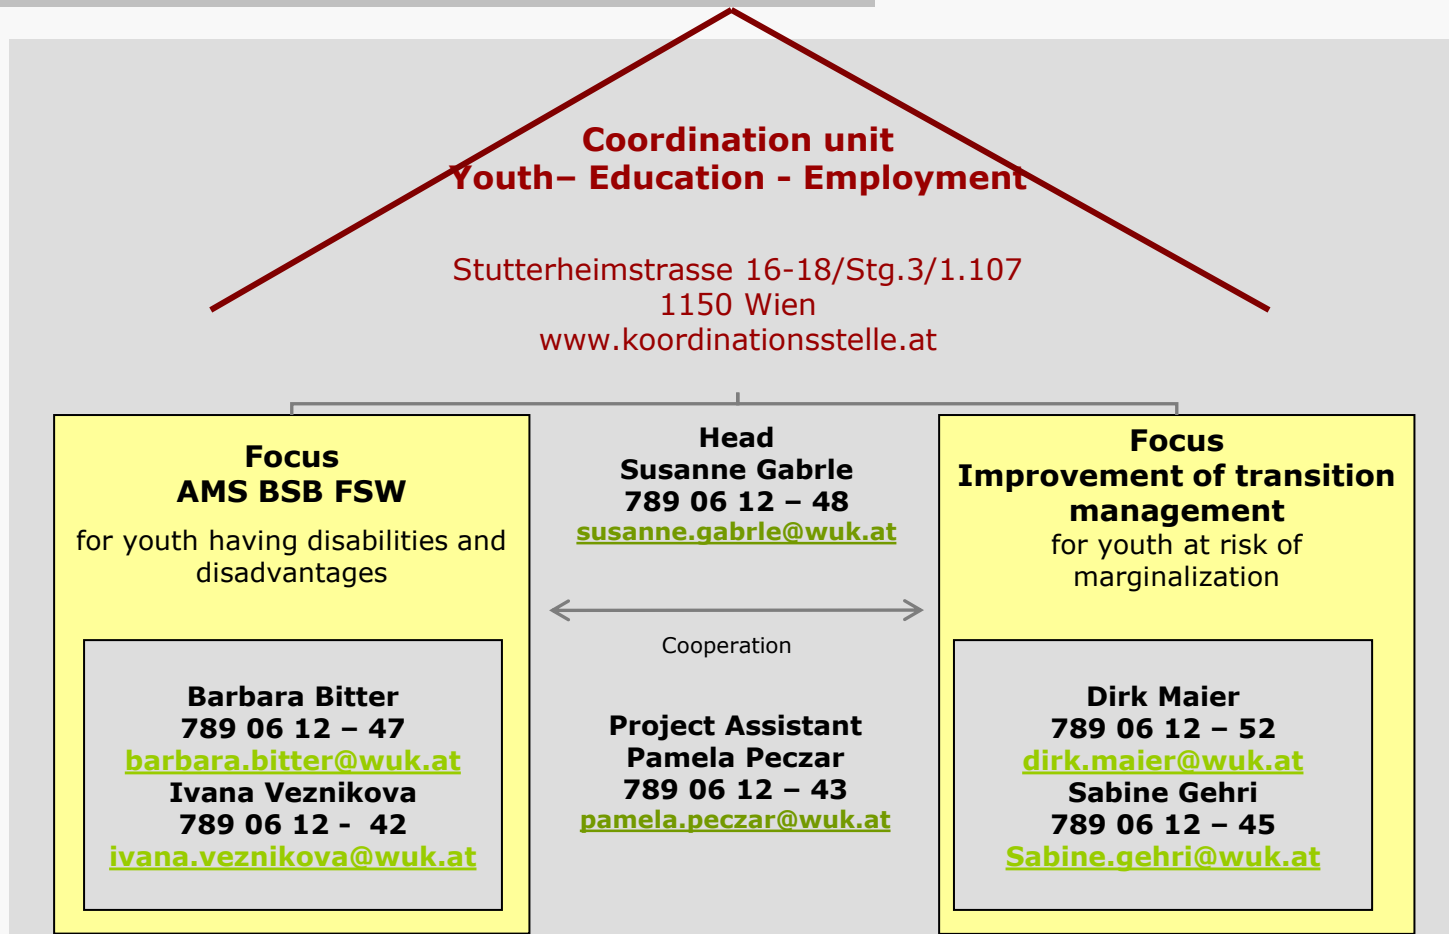 Coordination unit
Youth– Education - Employment
Stutterheimstrasse 16-18/Stg.3/1.107
1150 Wien
www.koordinationsstelle.at
Focus
AMS BSB FSW
for youth having disabilities and
disadvantages
Barbara Bitter
789 06 12 – 47
barbara.bitter@wuk.at
Ivana Veznikova
789 06 12 -  42
ivana.veznikova@wuk.at
Head
Susanne Gabrle
789 06 12 – 48
susanne.gabrle@wuk.at
Cooperation
Project Assistant
Pamela Peczar
789 06 12 – 43
pamela.peczar@wuk.at
Focus
Improvement of transition
management
for youth at risk of
marginalization
Dirk Maier
789 06 12 – 52
dirk.maier@wuk.at
Sabine Gehri
789 06 12 – 45
Sabine.gehri@wuk.at